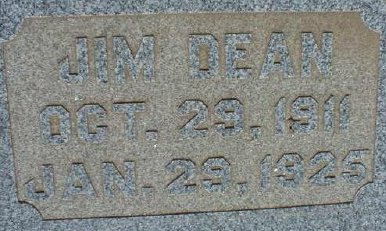 JIM DEAN
OCT. 29, 1911
JAN. 29, 1925